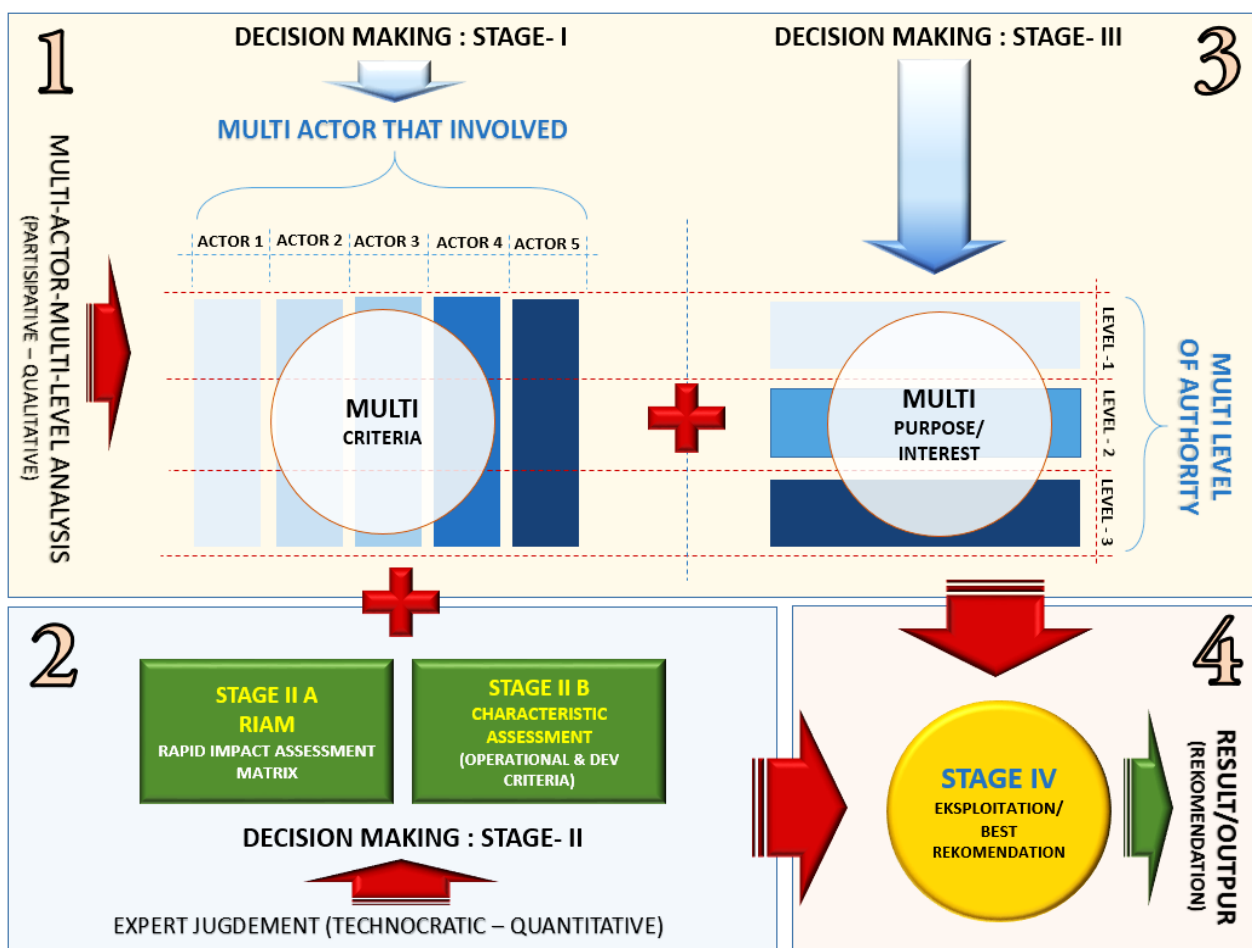 1
DECISION MAKING : STAGE- I
MULTI ACTOR THAT INVOLVED
MULTI-ACTOR-MULTI-LEVEL ANALYSIS
(PARTISIPATIVE – QUALITATIVE)
ACTOR 1
ACTOR 2
ACTOR 3
ACTOR 4
ACTOR 5
MULTI
CRITERIA
DECISION MAKING : STAGE- III
3
MULTI
PURPOSE/
INTEREST
LEVEL -1
LEVEL - 2
LEVEL - 3
MULTI LEVEL
OF AUTHORITY
2
STAGE II A
RIAM
RAPID IMPACT ASSESSMENT
MATRIX
STAGE II B
CHARACTERISTIC
ASSESSMENT
(OPERATIONAL & DEV
CRITERIA)
DECISION MAKING : STAGE- II
EXPERT JUGDEMENT (TECHNOCRATIC – QUANTITATIVE)
4
STAGE IV
EKSPLOITATION/
BEST
REKOMENDATION
RESULT/OUTPUR
(REKOMENDATION)